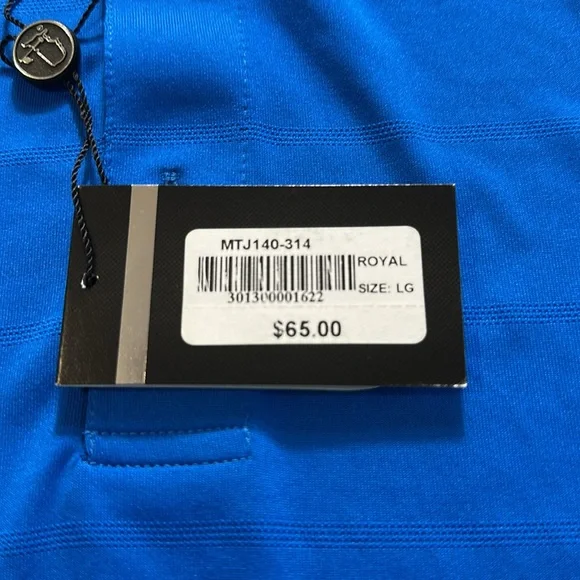 MTJ140-314
ROYAL
301300001622
SIZE: LG
$65.00